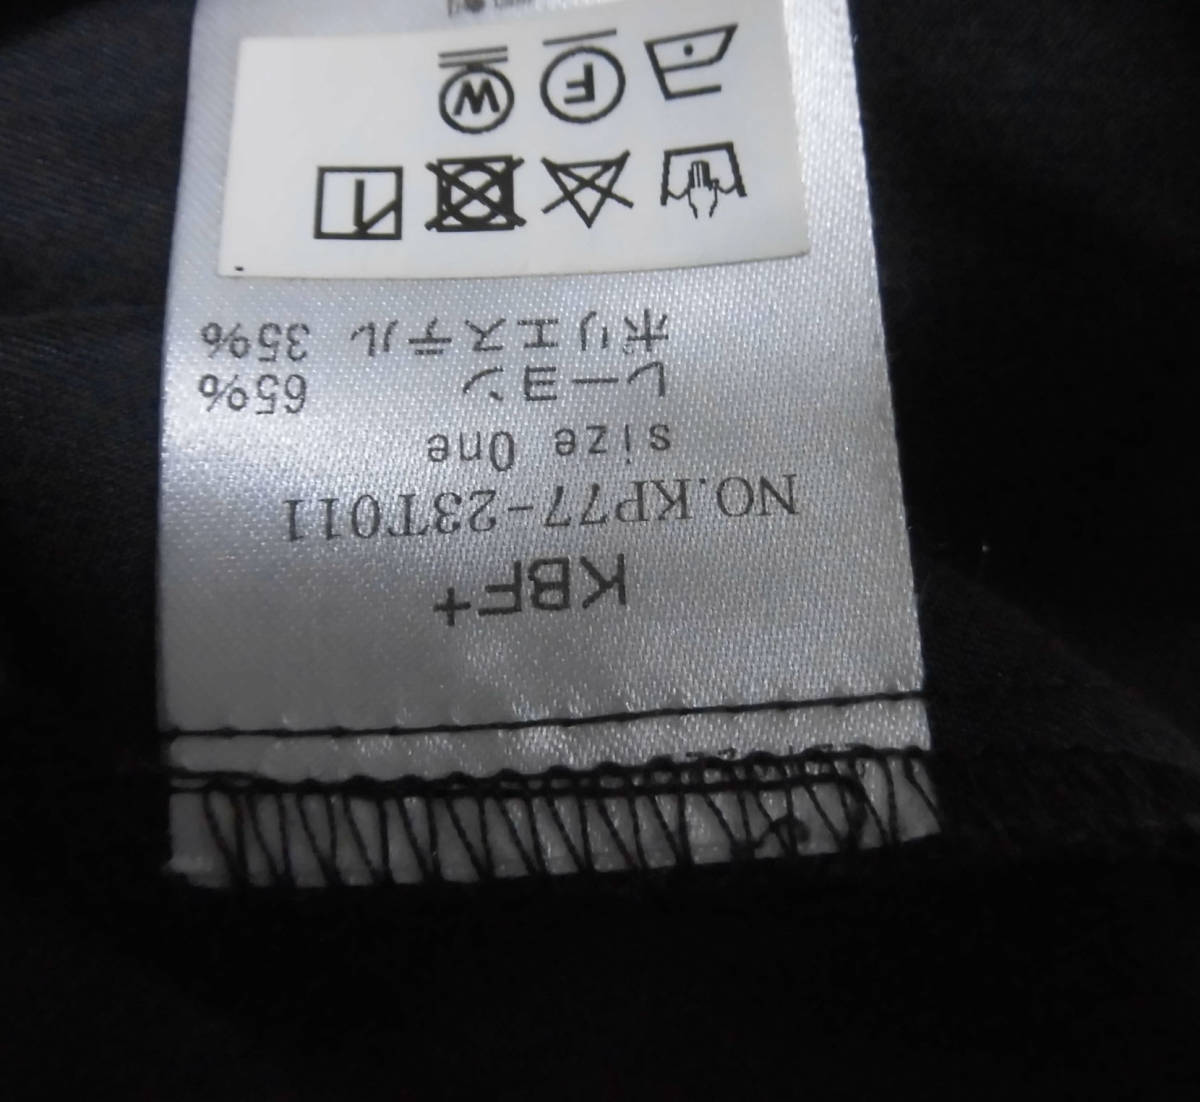 KBF+
NO.KP77-23T011
size One
レーヨン 65%
ポリエステル 35%
F
W